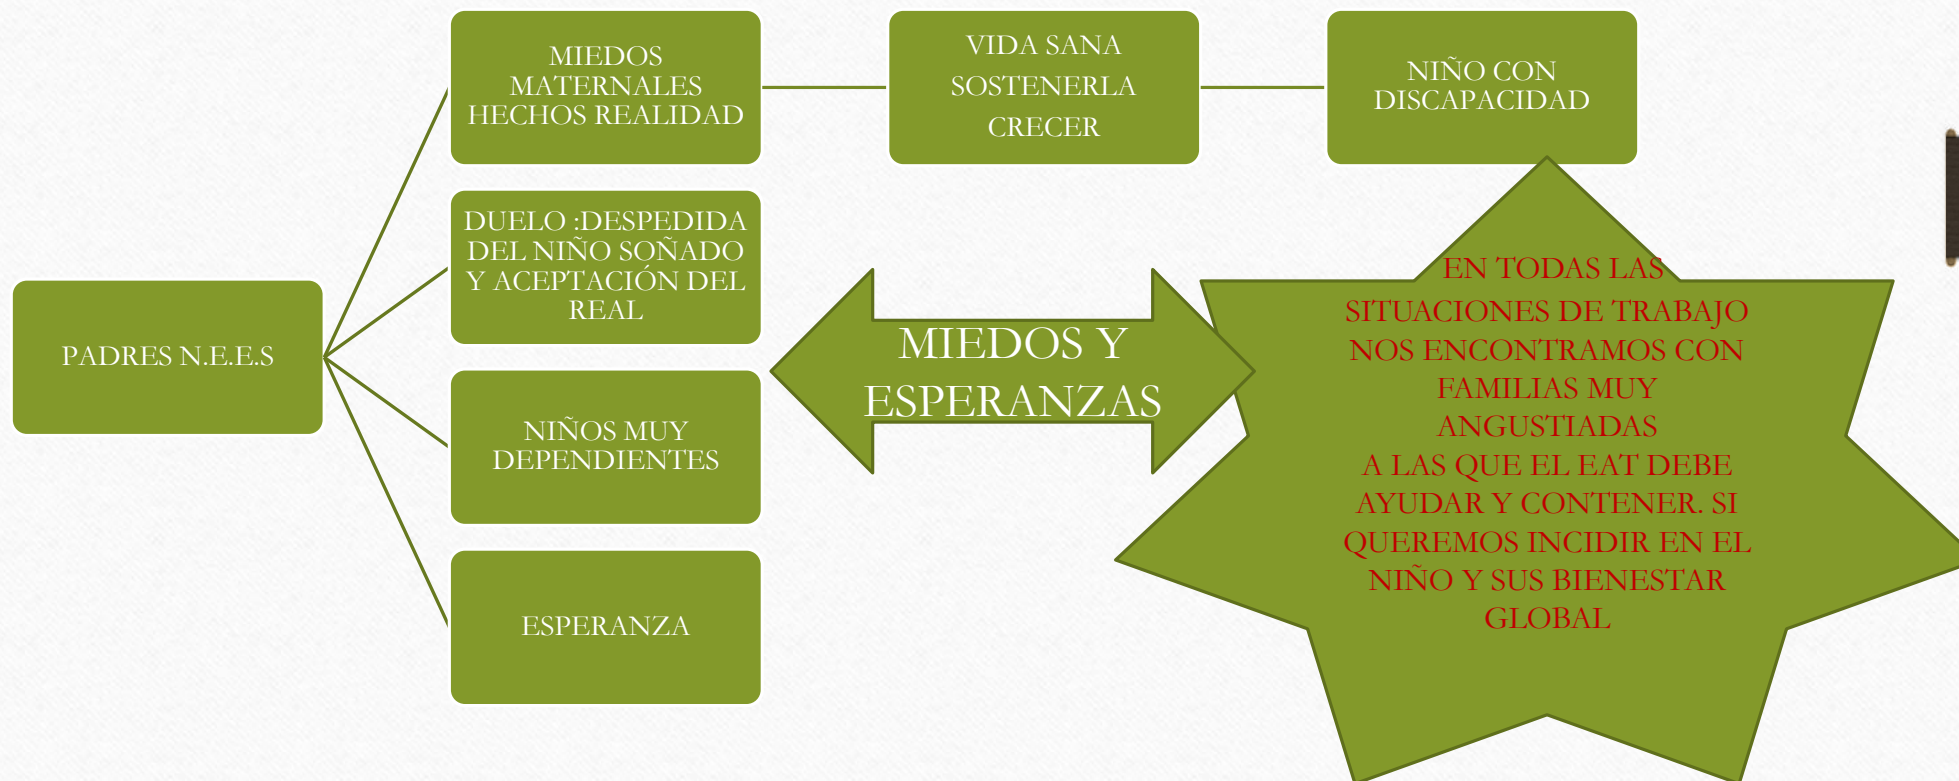 PADRES N.E.E.S
MIEDOS
MATERNALES
HECHOS REALIDAD
VIDA SANA
SOSTENERLA
CRECER
NIÑO CON
DISCAPACIDAD
DUELO :DESPEDIDA
DEL NIÑO SOÑADO
Y ACEPTACIÓN DEL
REAL
NIÑOS MUY
DEPENDIENTES
ESPERANZA
MIEDOS Y
ESPERANZAS
EN TODAS LAS
SITUACIONES DE TRABAJO
NOS ENCONTRAMOS CON
FAMILIAS MUY
ANGUSTIADAS
A LAS QUE EL EAT DEBE
AYUDAR Y CONTENER. SI
QUEREMOS INCIDIR EN EL
NIÑO Y SUS BIENESTAR
GLOBAL